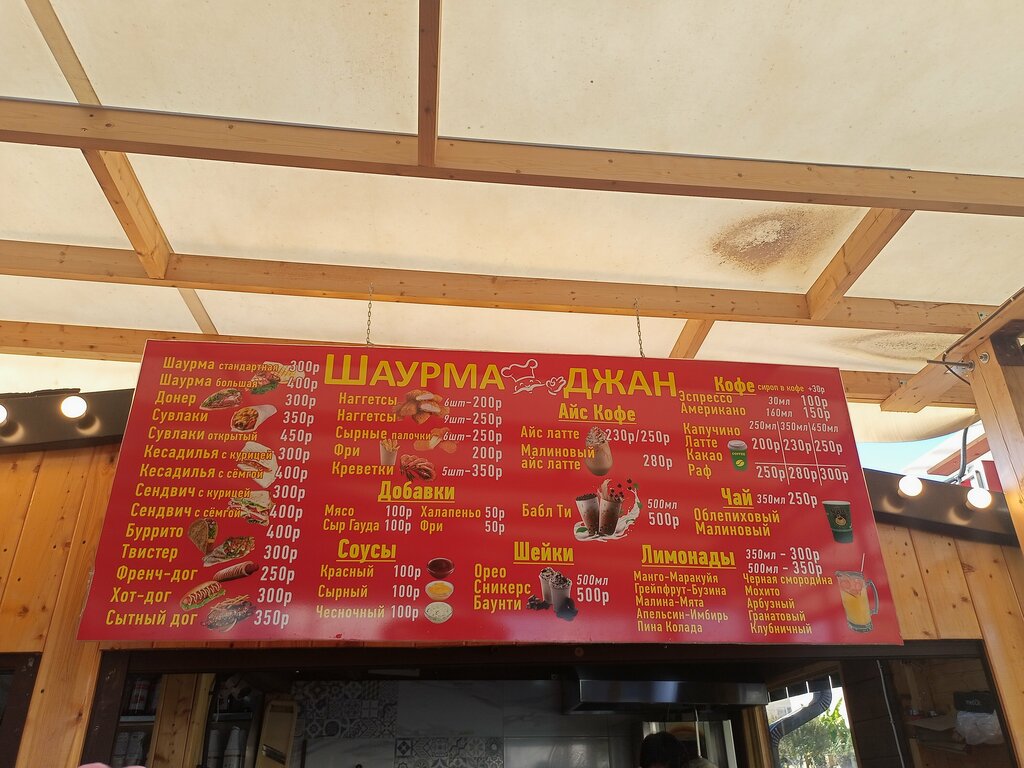 Шаурма стандартная 300р
Шаурма большая 400р
Донер 300р
Сувлаки 350р
Сувлаки открытый 450р
Кесадилья с курицей 300р
Кесадилья с сёмгой 400р
Сендвич с курицей 300р
Сендвич с сёмгой 400р
Буррито 400р
Твистер 300р
Френч-дог 250р
Хот-дог 300р
Сытный дог 350р
ШАУРМА ДЖАН
Наггетсы 6шт-200р
Наггетсы 9шт-250р
Сырные палочки 6шт-250р
Фри 200р
Креветки 5шт-350р
Добавки
Мясо 100р Халапеньо 50р
Сыр Гауда 100р Фри 50р
Соусы
Красный 100р
Сырный 100р
Чесночный 100р
Айс Кофе
Айс латте 230р/250р
Малиновый
айс латте 280р
Бабл Ти 500мл
500р
Шейки
Орео
Сникерс 500мл
Баунти 500р
Кофе сироп в кофе +30р
Эспрессо 30мл 100р
Американо 160мл 150р
250мл|350мл|450мл
Капучино
Латте 200р|230р|250р
Какао
Раф 250р|280р|300р
Чай 350мл 250р
Облепиховый
Малиновый
Лимонады 350мл - 300р
500мл - 350р
Манго-Маракуйя
Грейпфрут-Бузина
Малина-Мята
Апельсин-Имбирь
Пина Колада
Черная смородина
Мохито
Арбузный
Гранатовый
Клубничный